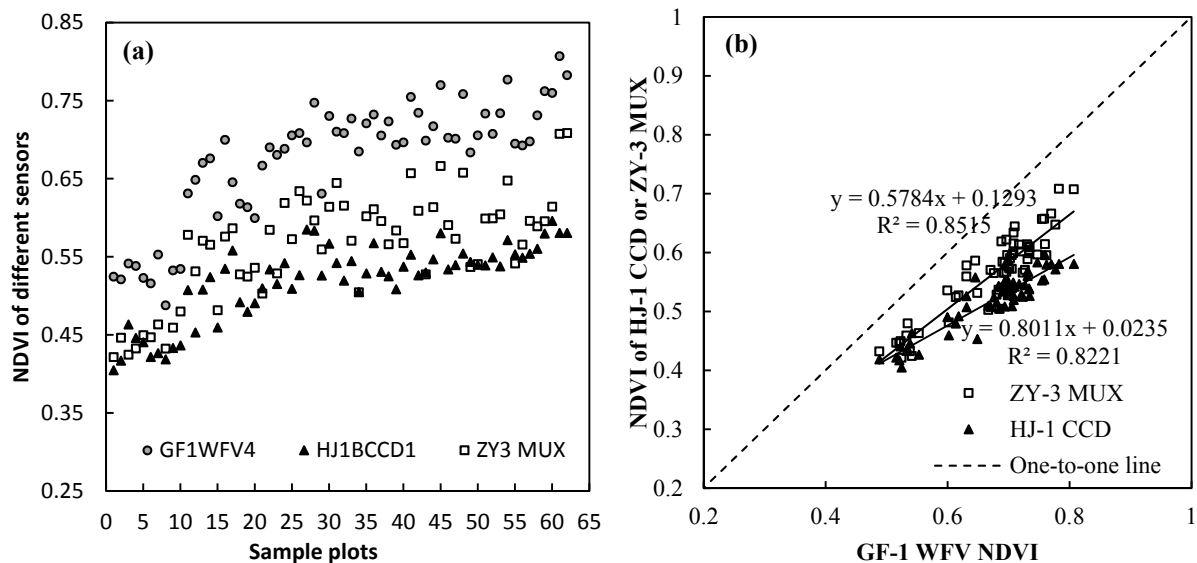 (a)
NDVI of different sensors
0.85
0.75
0.65
0.55
0.45
0.35
0.25
GF1WFV4 HJ1BCCD1 ZY3 MUX
0 5 10 15 20 25 30 35 40 45 50 55 60 65
Sample plots
(b)
NDVI of HJ-1 CCD or ZY-3 MUX
1
0.9
0.8
0.7
0.6
0.5
0.4
0.3
0.2
y = 0.5784x + 0.1293
R² = 0.8515
y = 0.8011x + 0.0235
R² = 0.8221
ZY-3 MUX
HJ-1 CCD
One-to-one line
0.2 0.4 0.6 0.8 1
GF-1 WFV NDVI